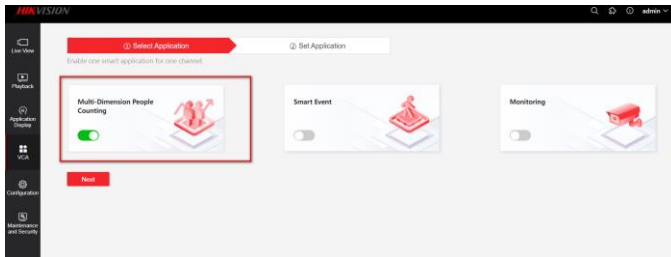 HIKVISION
admin
Live View
① Select Application
② Set Application
Enable one smart application for one channel.
Playback
Multi-Dimension People
Counting
Smart Event
Monitoring
Application
Display
VCA
Next
Configuration
Maintenance
and Security